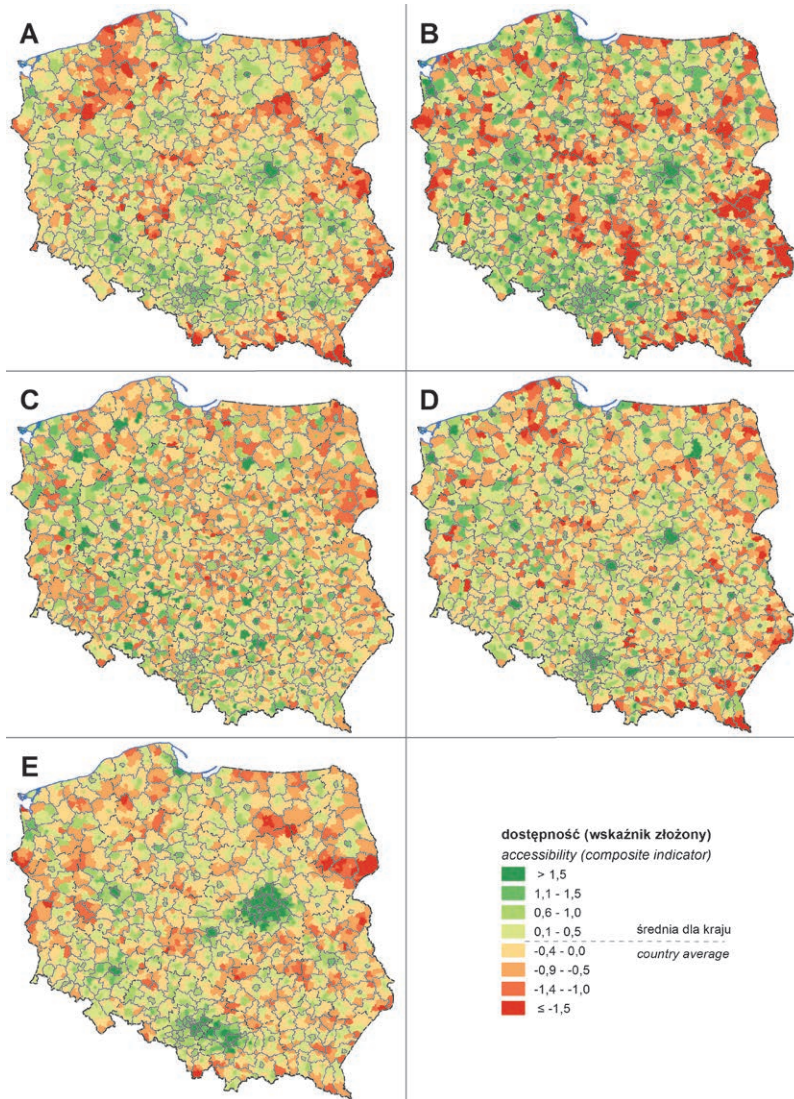 A
B
C
D
E
dostępność (wskaźnik złożony)
accessibility (composite indicator)
> 1,5
1,1 - 1,5
0,6 - 1,0
0,1 - 0,5
średnia dla kraju
country average
-0,4 - 0,0
-0,9 - -0,5
-1,4 - -1,0
≤ -1,5